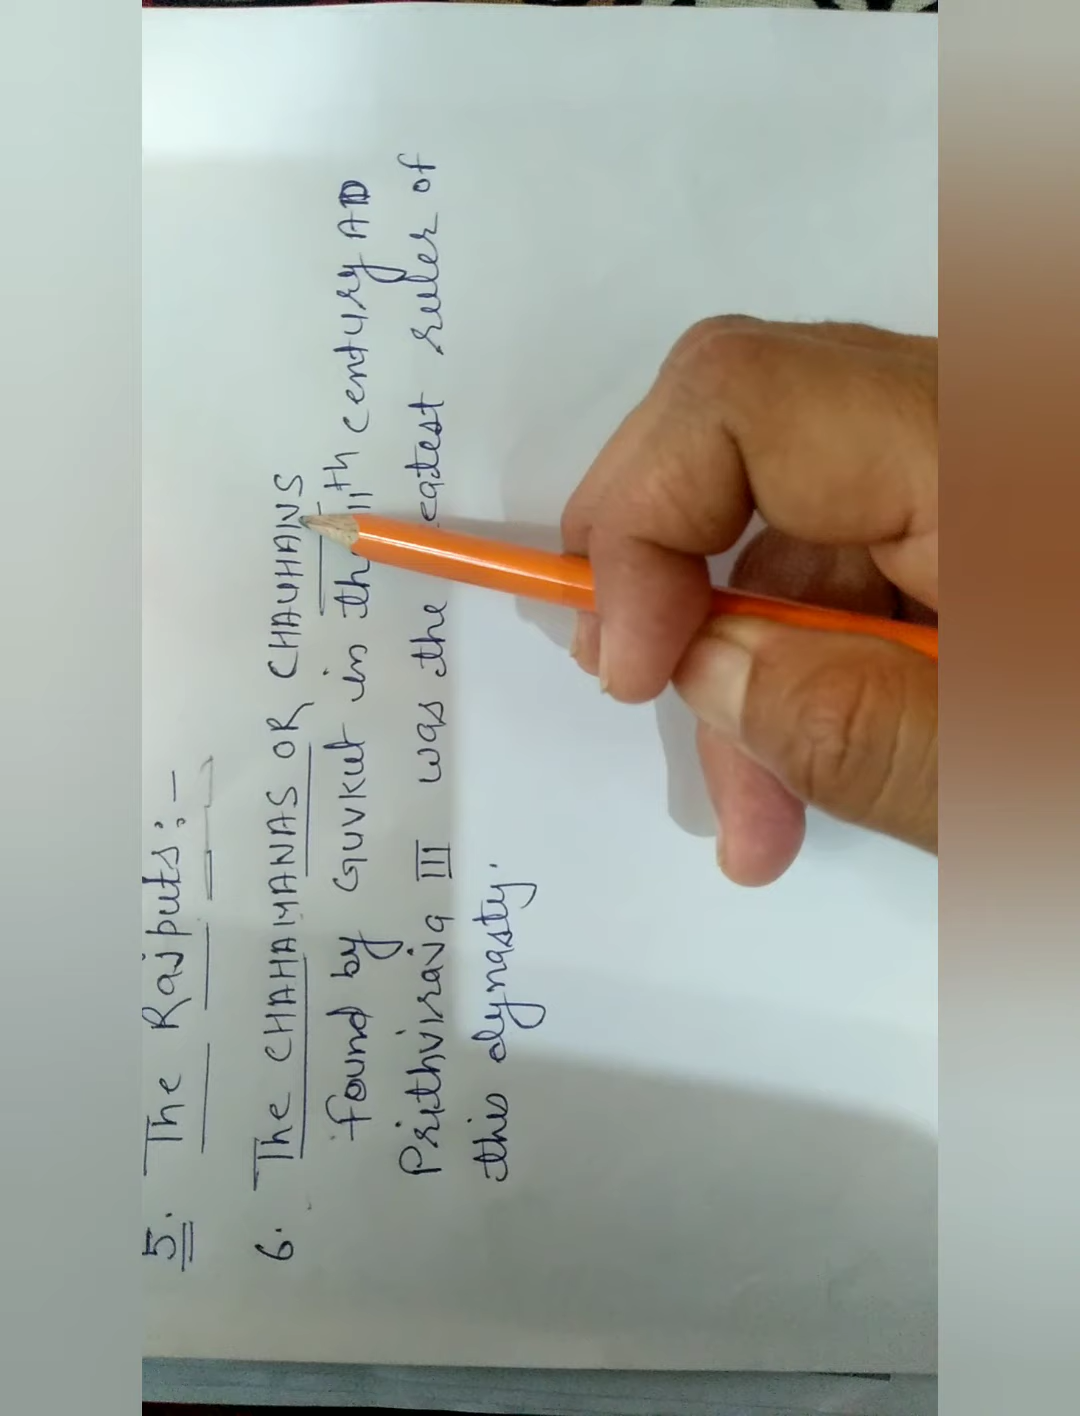 5. The Rajputs:-
6. The CHAHAMANAS OR CHAUHANS
found by Guvkut in the 11th century AD
Prithviraj III was the eatest ruler of
this dynasty.